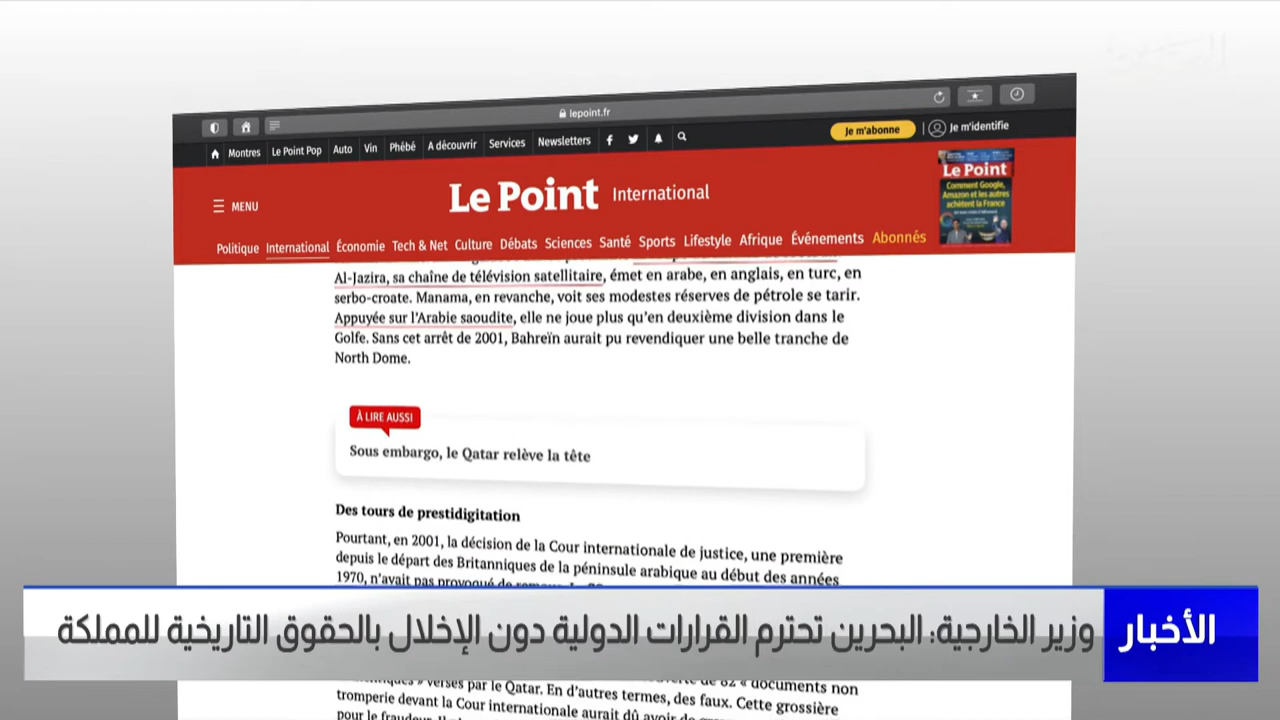 lepoint.fr
Montres Le Point Pop Auto Vin Phébé A découvrir Services Newsletters Je m'abonne Je m'identifie
MENU Le Point International
Le Point
Comment Google,
Amazon et les autres
achètent la France
Politique International Économie Tech & Net Culture Débats Sciences Santé Sports Lifestyle Afrique Événements Abonnés
Al-Jazira, sa chaîne de télévision satellitaire, émet en arabe, en anglais, en turc, en
serbo-croate. Manama, en revanche, voit ses modestes réserves de pétrole se tarir.
Appuyée sur l'Arabie saoudite, elle ne joue plus qu'en deuxième division dans le
Golfe. Sans cet arrêt de 2001, Bahreïn aurait pu revendiquer une belle tranche de
North Dome.
À LIRE AUSSI
Sous embargo, le Qatar relève la tête
Des tours de prestidigitation
Pourtant, en 2001, la décision de la Cour internationale de justice, une première
depuis le départ des Britanniques de la péninsule arabique au début des années
1970, n'avait pas provoqué de
الأخبار
وزير الخارجية: البحرين تحترم القرارات الدولية دون الإخلال بالحقوق التاريخية للمملكة
de 82 « documents non
» versés par le Qatar. En d'autres termes, des faux. Cette grossière
tromperie devant la Cour internationale aurait dû avoir de
pour le